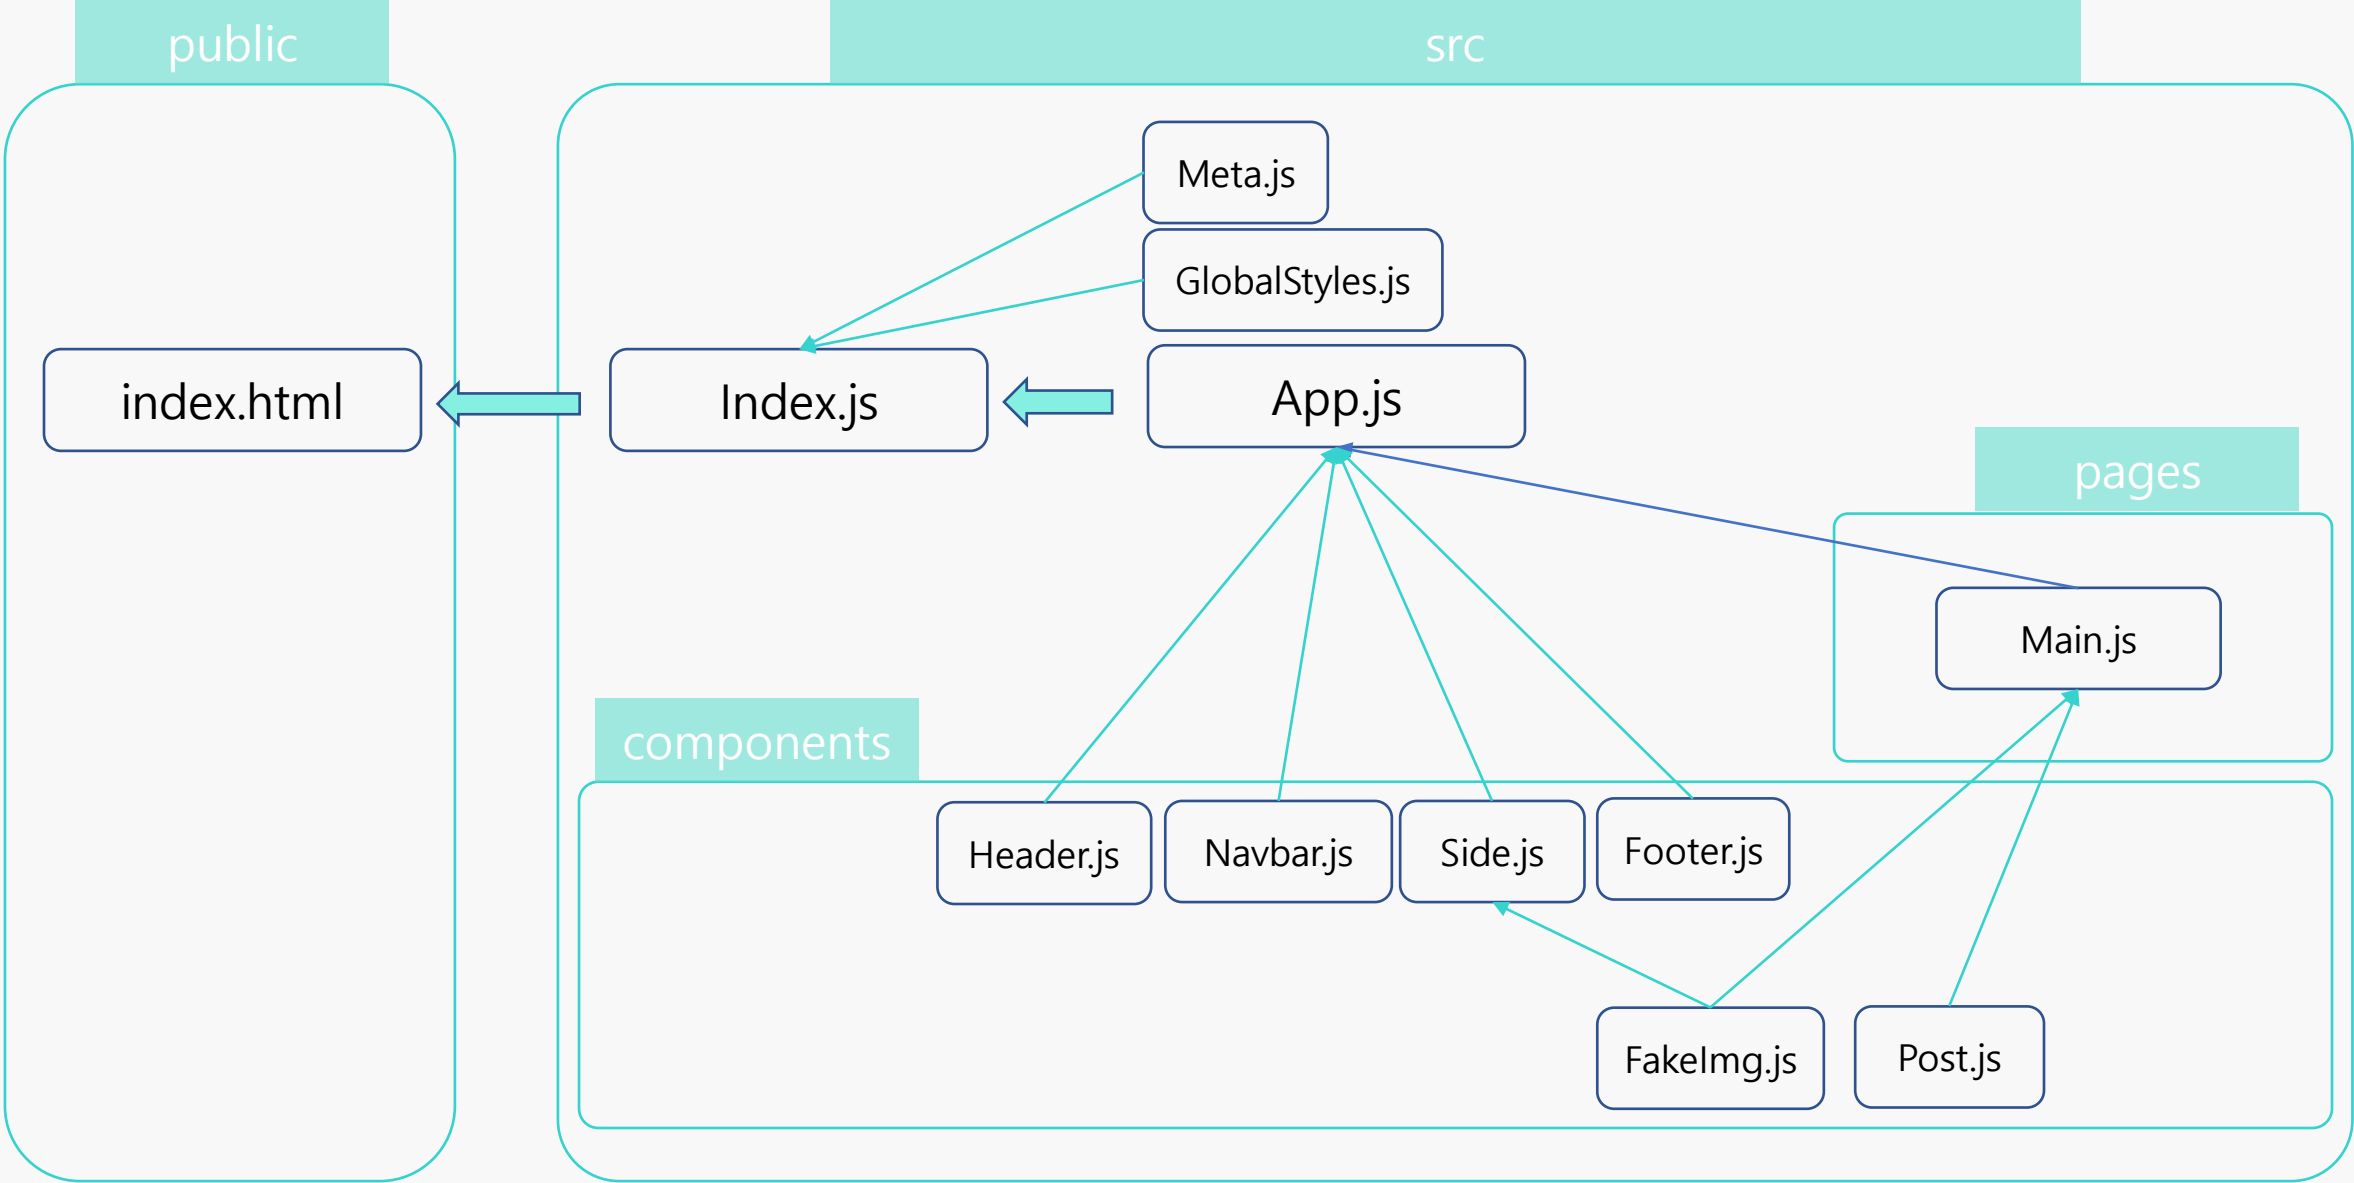 public
src
Meta.js
GlobalStyles.js
index.html
Index.js
App.js
pages
Main.js
components
Header.js
Navbar.js
Side.js
Footer.js
FakeImg.js
Post.js